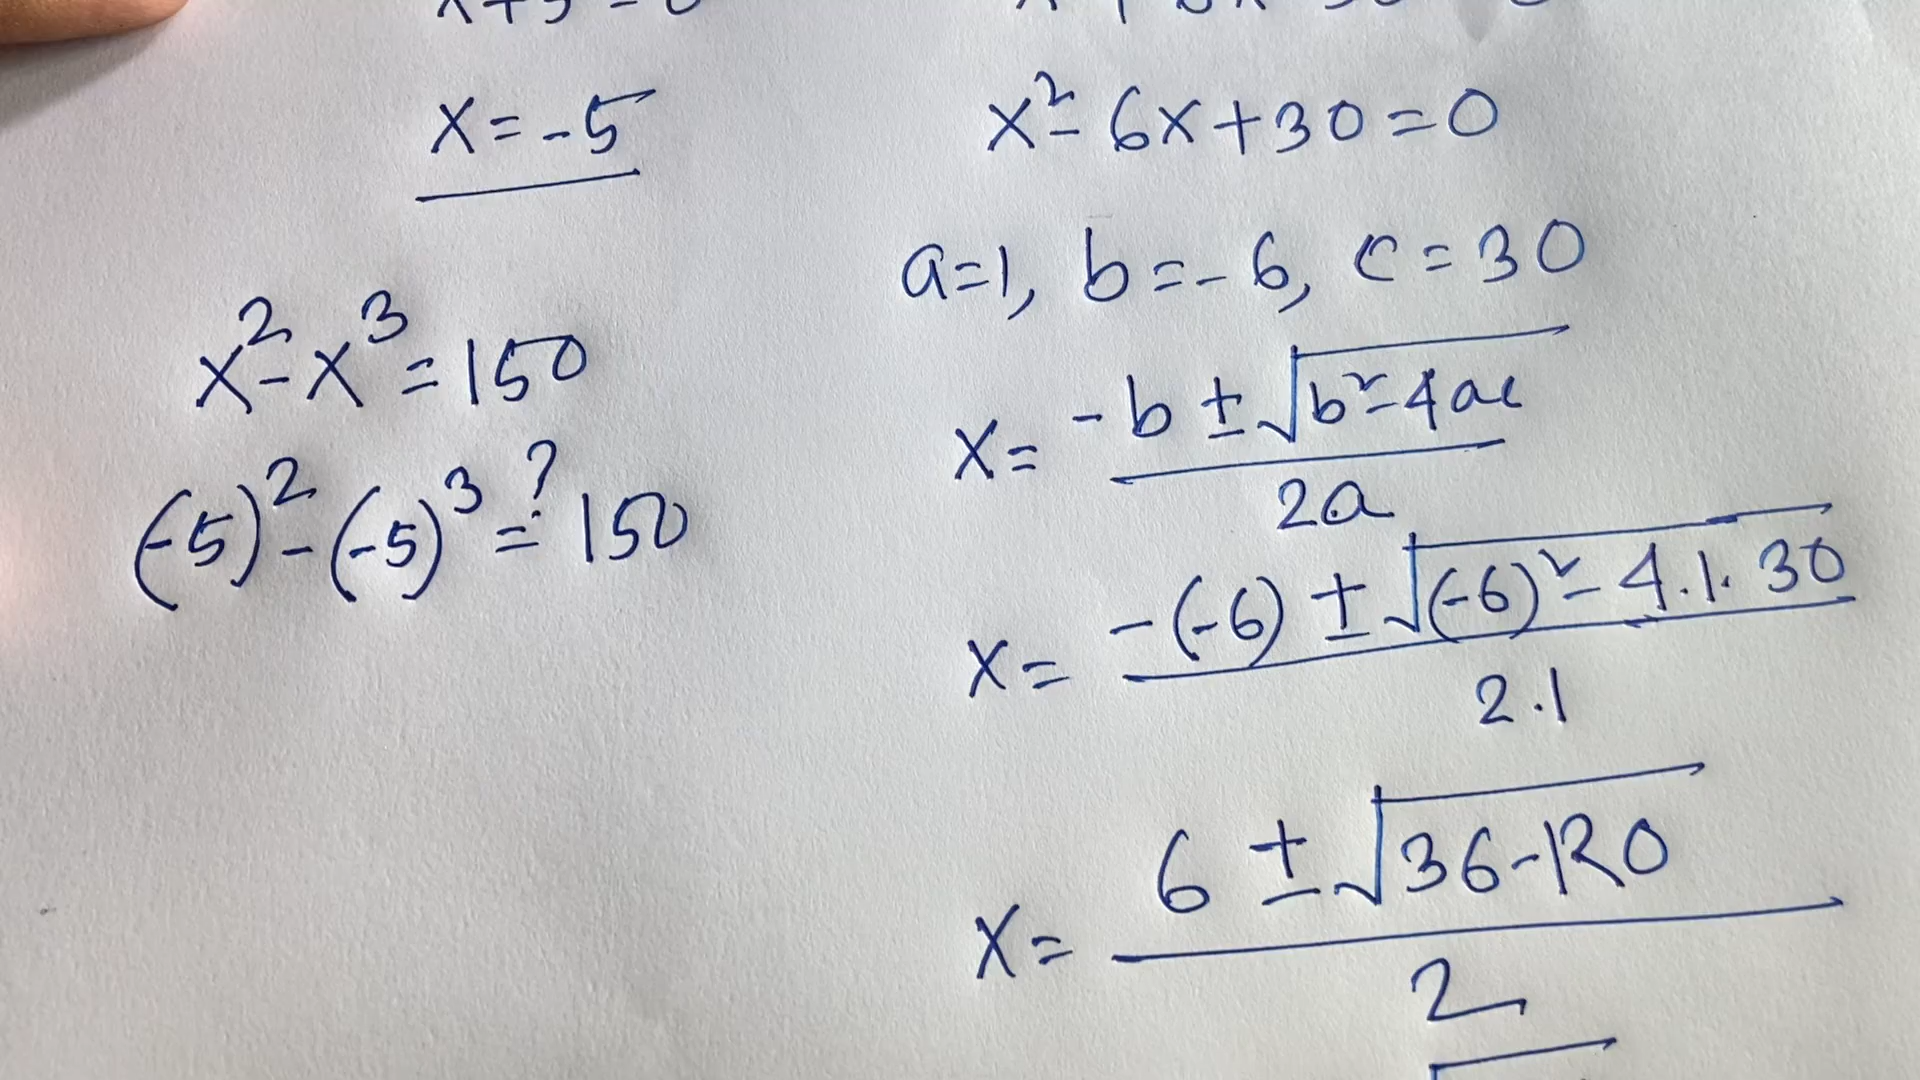 x = -5
x² - x³ = 150
(-5)² - (-5)³ =? 150
x² - 6x + 30 = 0
a = 1, b = -6, c = 30
x = (-b ± √(b² - 4ac)) / 2a
x = (-(-6) ± √((-6)² - 4.1.30)) / 2.1
x = (6 ± √(36 - 120)) / 2